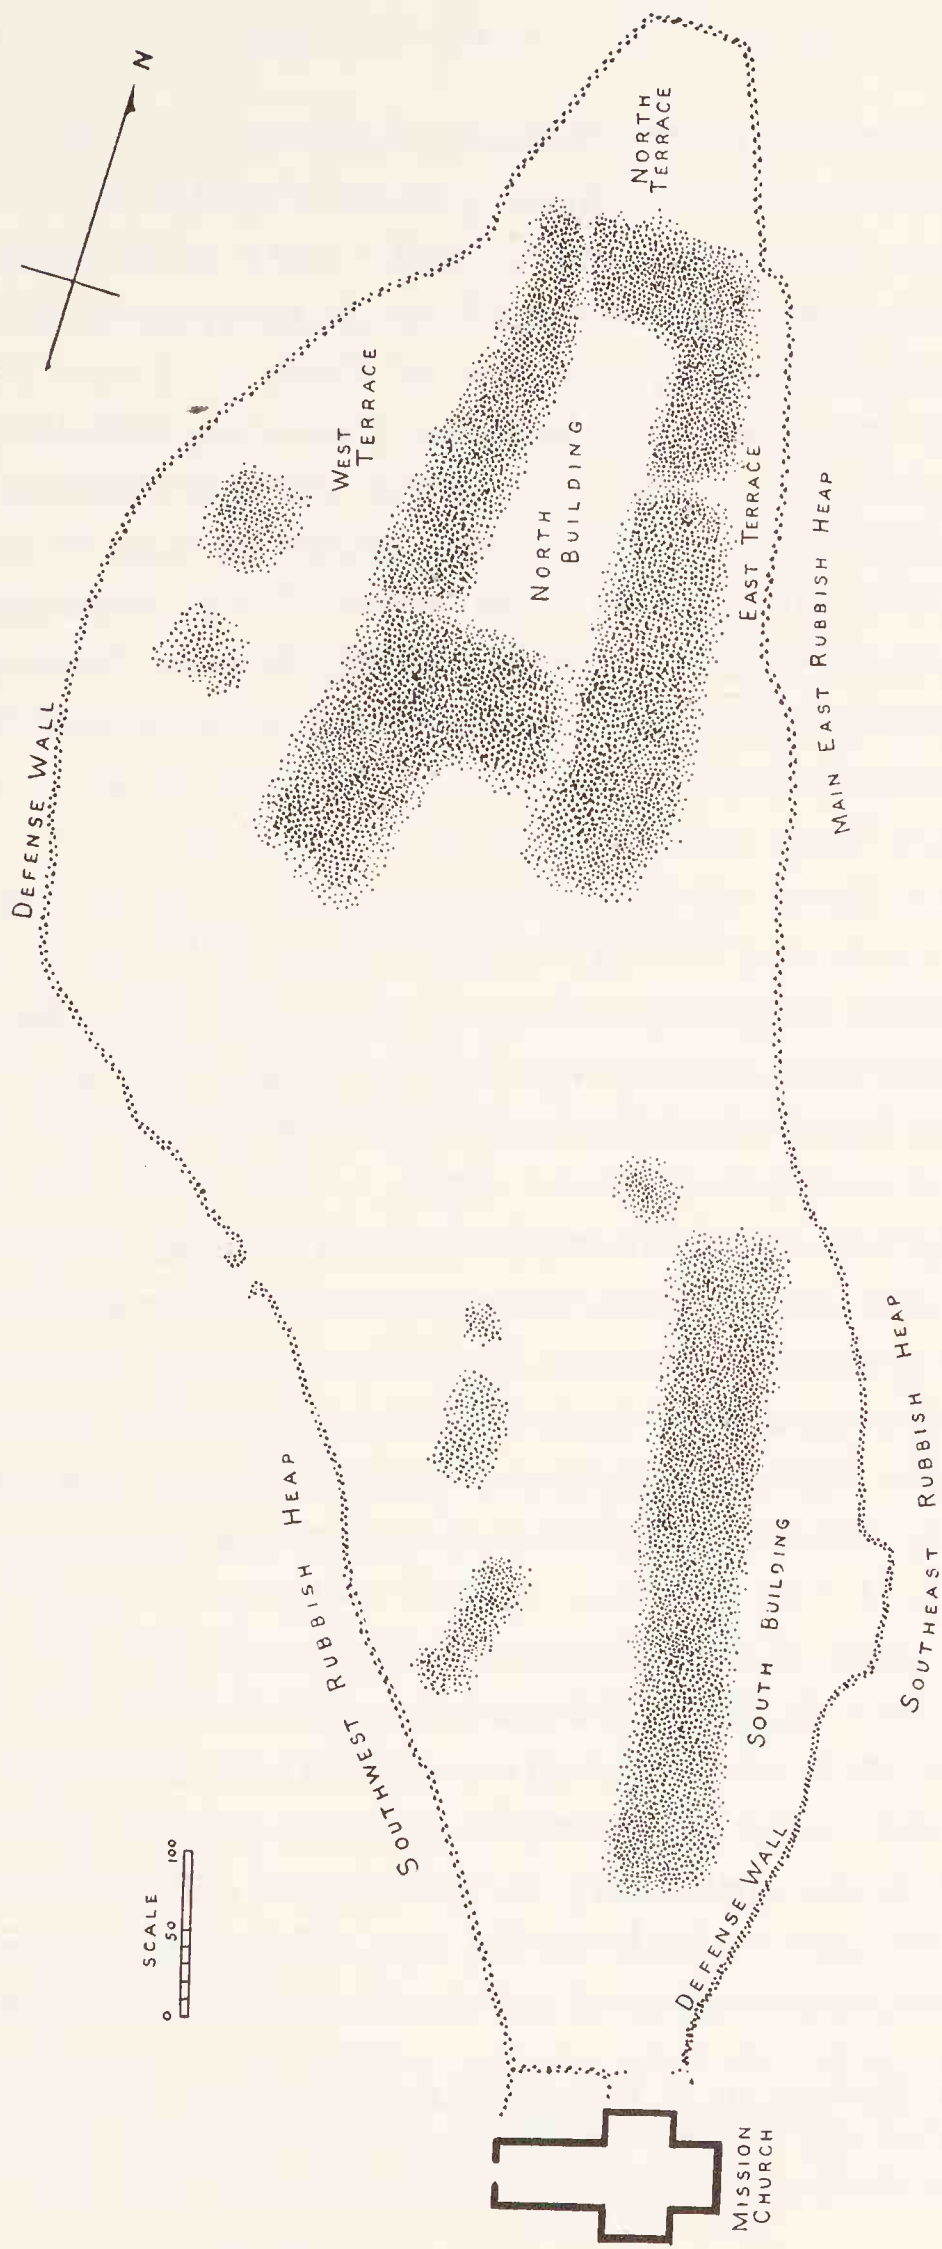 N
NORTH
TERRACE
WEST
TERRACE
NORTH
BUILDING
EAST TERRACE
MAIN EAST RUBBISH HEAP
DEFENSE WALL
SOUTHWEST RUBBISH HEAP
SOUTHEAST RUBBISH HEAP
SOUTH BUILDING
SCALE
0 50 100
DEFENSE WALL
MISSION
CHURCH